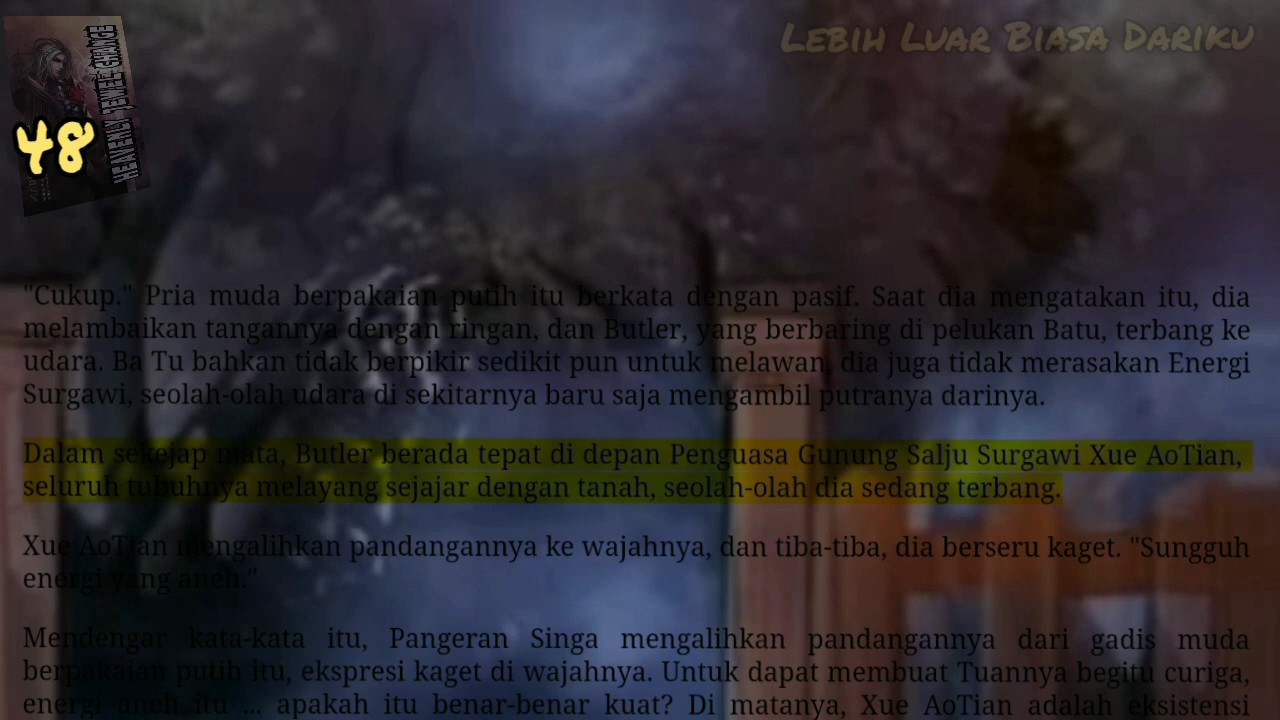 Lebih Luar Biasa Dariku
HEAVENLY JEWEL CHANGE
48
"Cukup." Pria muda berpakaian putih itu berkata dengan pasif. Saat dia mengatakan itu, dia
melambaikan tangannya dengan ringan, dan Butler, yang berbaring di pelukan Batu, terbang ke
udara. Ba Tu bahkan tidak berpikir sedikit pun untuk melawan, dia juga tidak merasakan Energi
Surgawi, seolah-olah udara di sekitarnya baru saja mengambil putranya darinya.
Dalam sekejap mata, Butler berada tepat di depan Penguasa Gunung Salju Surgawi Xue AoTian,
seluruh tubuhnya melayang sejajar dengan tanah, seolah-olah dia sedang terbang.
Xue AoTian mengalihkan pandangannya ke wajahnya, dan tiba-tiba, dia berseru kaget. "Sungguh
energi yang aneh."
Mendengar kata-kata itu, Pangeran Singa mengalihkan pandangannya dari gadis muda
berpakaian putih itu, ekspresi kaget di wajahnya. Untuk dapat membuat Tuannya begitu curiga,
energi aneh itu ... apakah itu benar-benar kuat? Di matanya, Xue AoTian adalah eksistensi